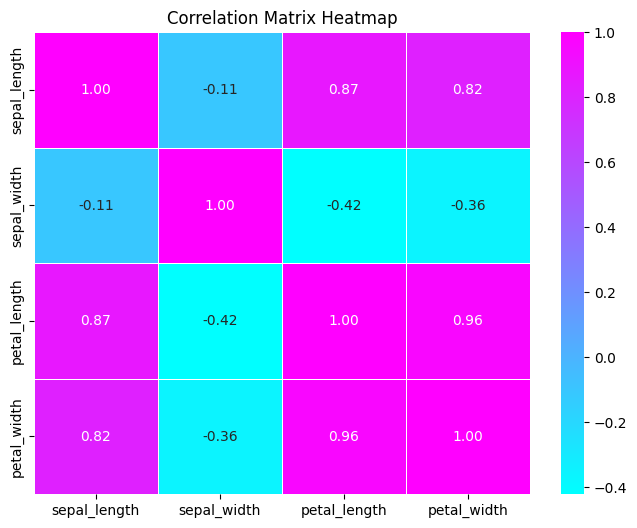 Correlation Matrix Heatmap
sepal_length
1.00
-0.11
0.87
0.82
sepal_width
-0.11
1.00
-0.42
-0.36
petal_length
0.87
-0.42
1.00
0.96
petal_width
0.82
-0.36
0.96
1.00
sepal_length
sepal_width
petal_length
petal_width
1.0
0.8
0.6
0.4
0.2
0.0
−0.2
−0.4